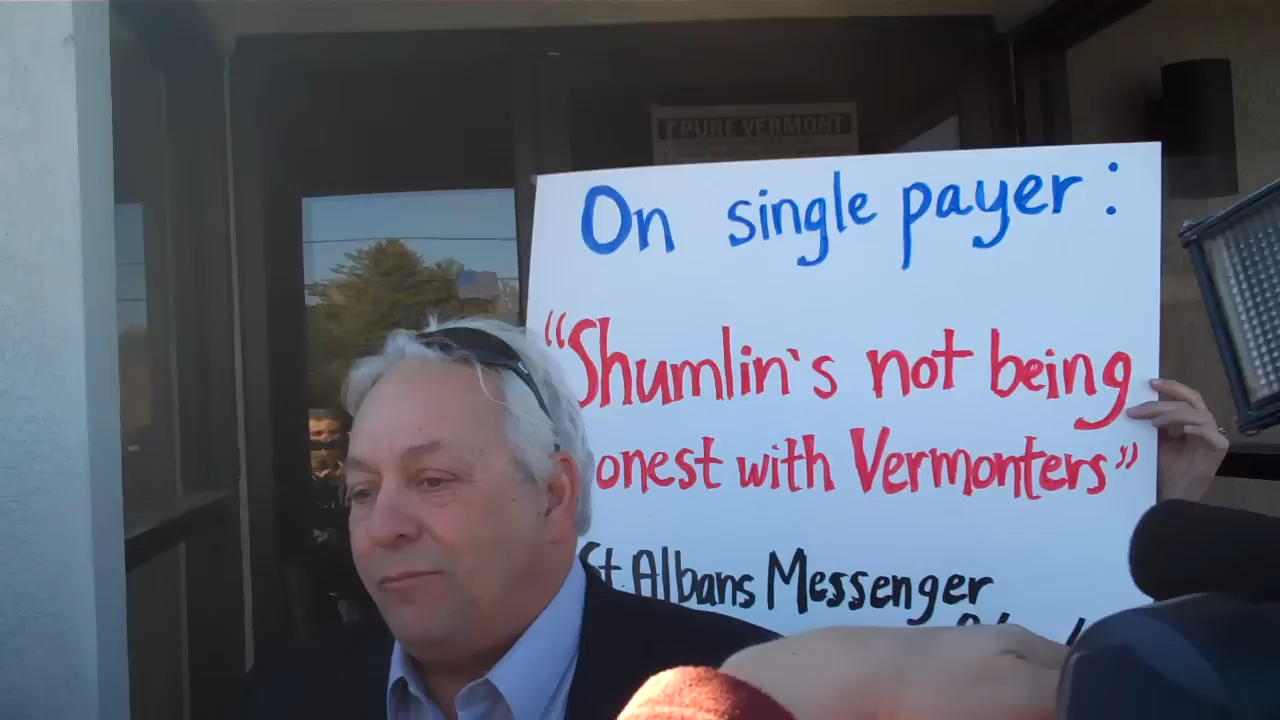 PURE VERMONT
On single payer:
"Shumlin's not being
onest with Vermonters"
St. Albans Messenger